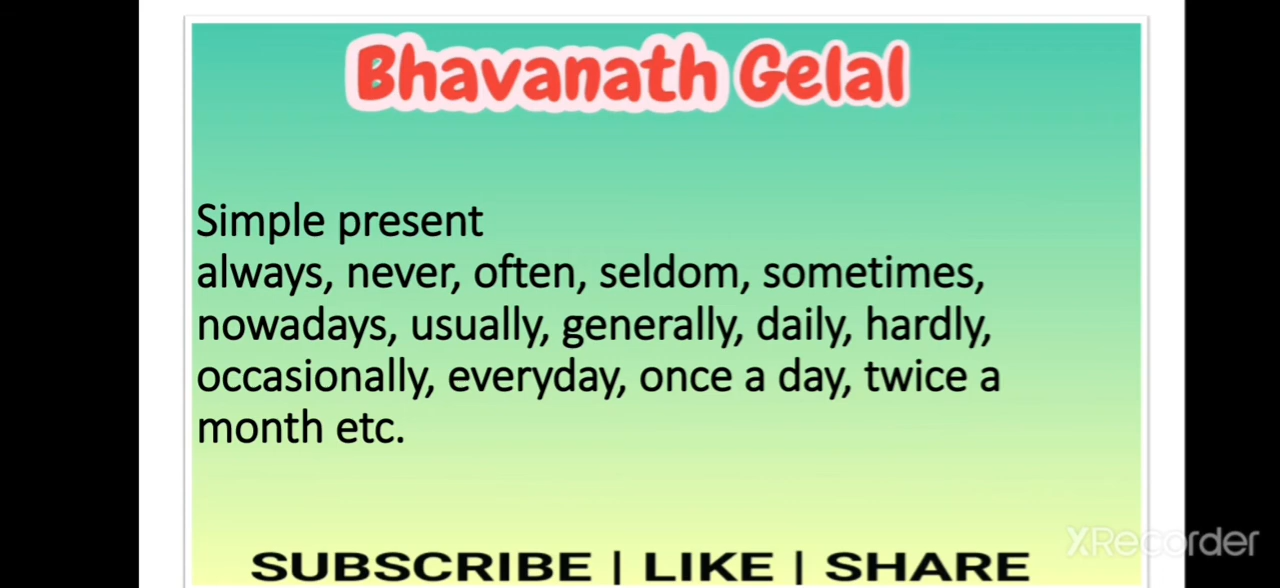 Bhavanath Gelal
Simple present
always, never, often, seldom, sometimes,
nowadays, usually, generally, daily, hardly,
occasionally, everyday, once a day, twice a
month etc.
XRecorder
SUBSCRIBE | LIKE | SHARE